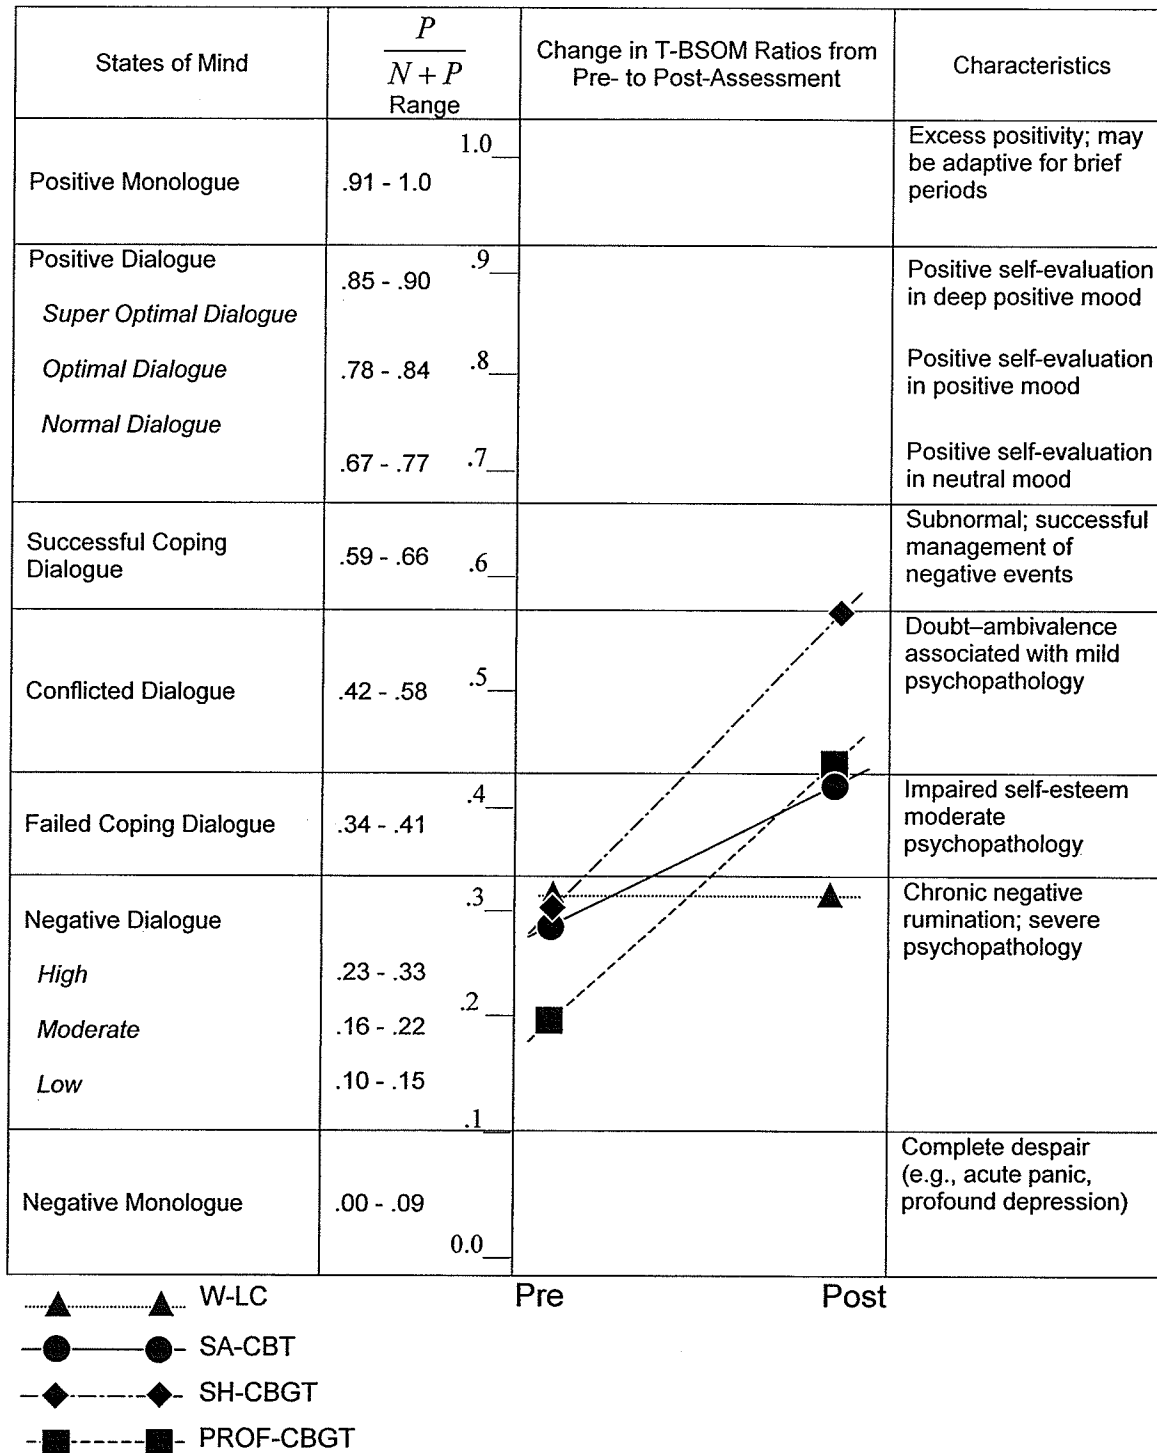 States of Mind
P
N + P
Range
Change in T-BSOM Ratios from
Pre- to Post-Assessment
Characteristics
Positive Monologue
.91 - 1.0
1.0
Excess positivity; may
be adaptive for brief
periods
Positive Dialogue
.85 - .90
.9
Positive self-evaluation
in deep positive mood
Super Optimal Dialogue
Optimal Dialogue
.78 - .84
.8
Positive self-evaluation
in positive mood
Normal Dialogue
.67 - .77
.7
Positive self-evaluation
in neutral mood
Successful Coping
Dialogue
.59 - .66
.6
Subnormal; successful
management of
negative events
Conflicted Dialogue
.42 - .58
.5
Doubt–ambivalence
associated with mild
psychopathology
Failed Coping Dialogue
.34 - .41
.4
Impaired self-esteem
moderate
psychopathology
Negative Dialogue
.3
Chronic negative
rumination; severe
psychopathology
High
.23 - .33
Moderate
.16 - .22
.2
Low
.10 - .15
.1
Negative Monologue
.00 - .09
0.0
Complete despair
(e.g., acute panic,
profound depression)
Pre
Post
W-LC
SA-CBT
SH-CBGT
PROF-CBGT